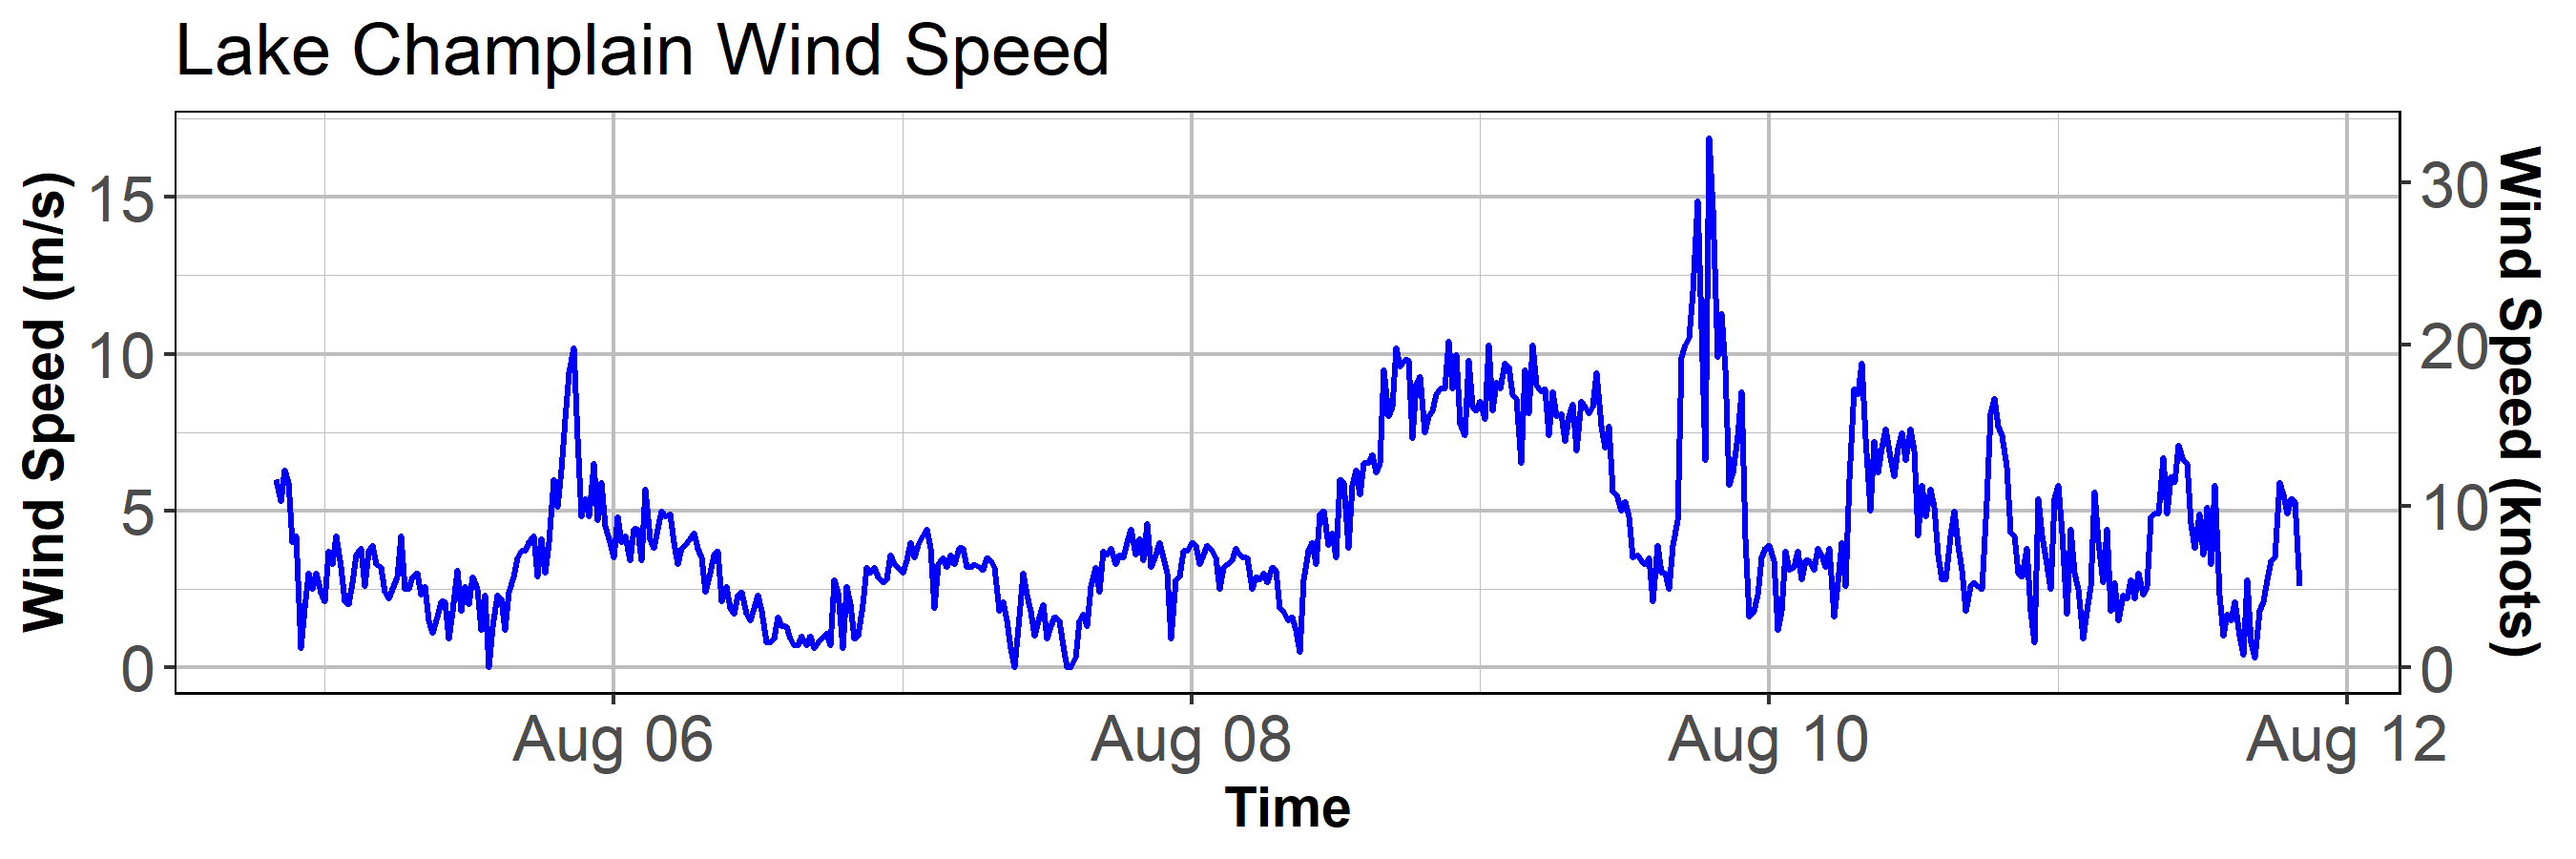 Lake Champlain Wind Speed
Wind Speed (m/s)
15
10
5
0
30
20
10
0
Wind Speed (knots)
Aug 06
Aug 08
Aug 10
Aug 12
Time